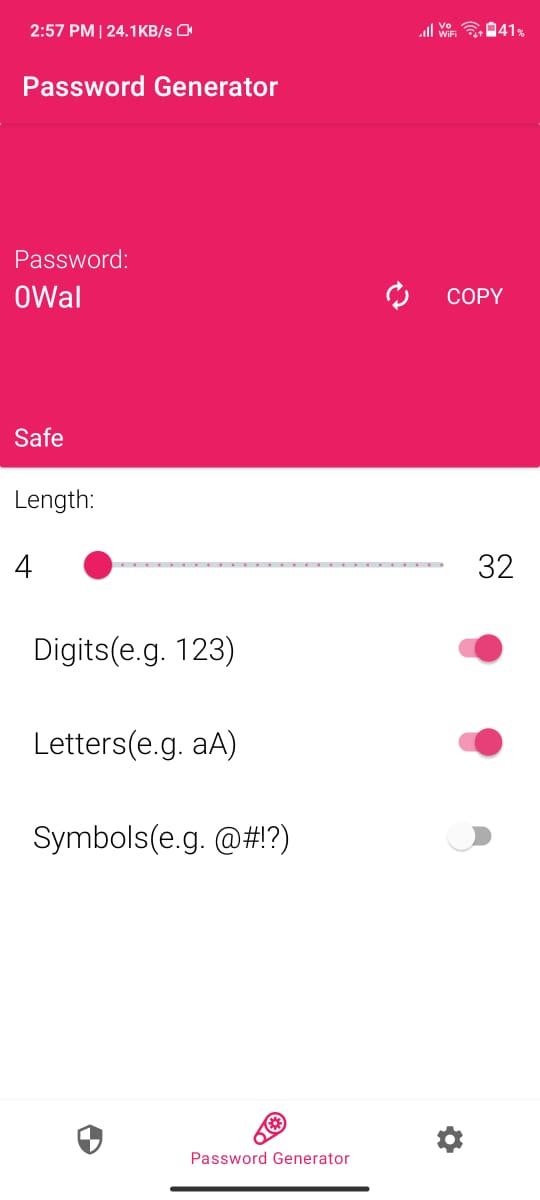 2:57 PM | 24.1KB/s
Vo WiFi 41%
Password Generator
Password:
0Wal
COPY
Safe
Length:
4
32
Digits(e.g. 123)
Letters(e.g. aA)
Symbols(e.g. @#!?)
Password Generator